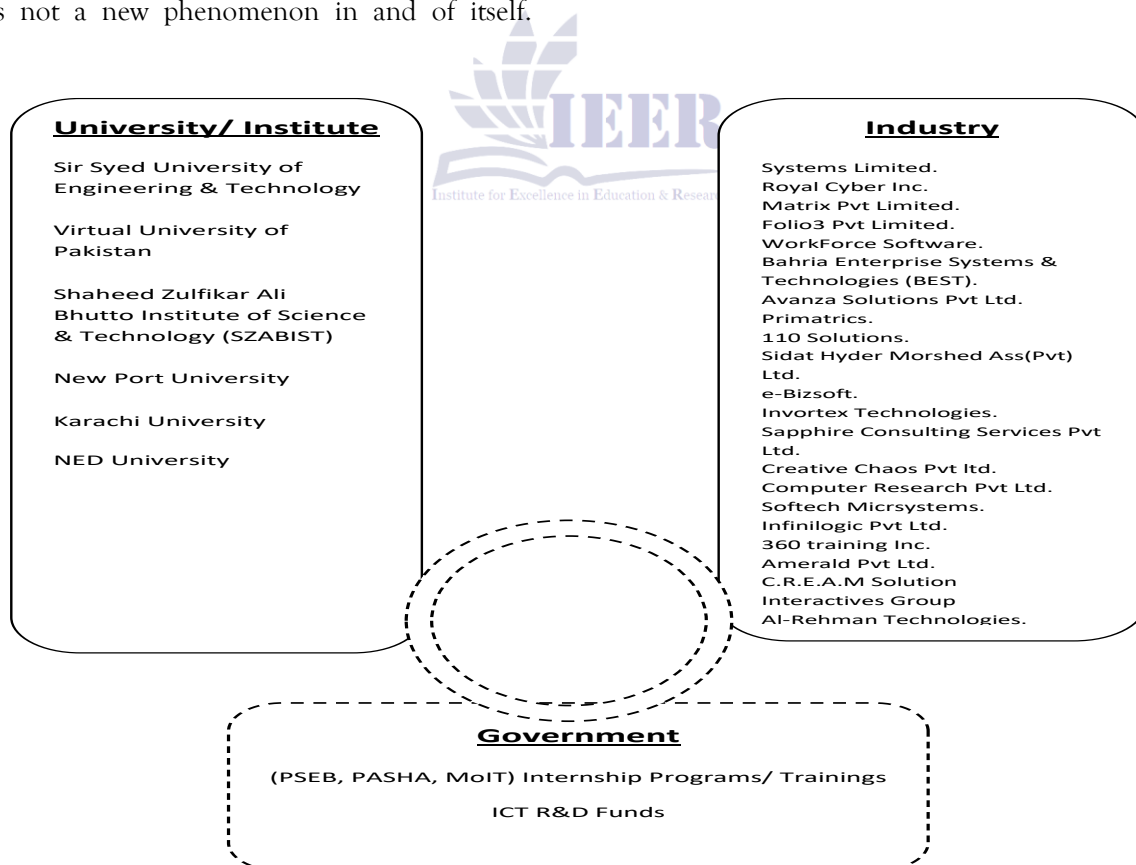 s not a new phenomenon in and of itself.
IEER
Institute for Excellence in Education & Resear
University/ Institute
Sir Syed University of
Engineering & Technology
Virtual University of
Pakistan
Shaheed Zulfikar Ali
Bhutto Institute of Science
& Technology (SZABIST)
New Port University
Karachi University
NED University
Industry
Systems Limited.
Royal Cyber Inc.
Matrix Pvt Limited.
Folio3 Pvt Limited.
WorkForce Software.
Bahria Enterprise Systems &
Technologies (BEST).
Avanza Solutions Pvt Ltd.
Primatrics.
110 Solutions.
Sidat Hyder Morshed Ass(Pvt)
Ltd.
e-Bizsoft.
Invortex Technologies.
Sapphire Consulting Services Pvt
Ltd.
Creative Chaos Pvt ltd.
Computer Research Pvt Ltd.
Softech Micrsystems.
Infinilogic Pvt Ltd.
360 training Inc.
Amerald Pvt Ltd.
C.R.E.A.M Solution
Interactives Group
Al-Rehman Technologies.
Government
(PSEB, PASHA, MoIT) Internship Programs/ Trainings
ICT R&D Funds